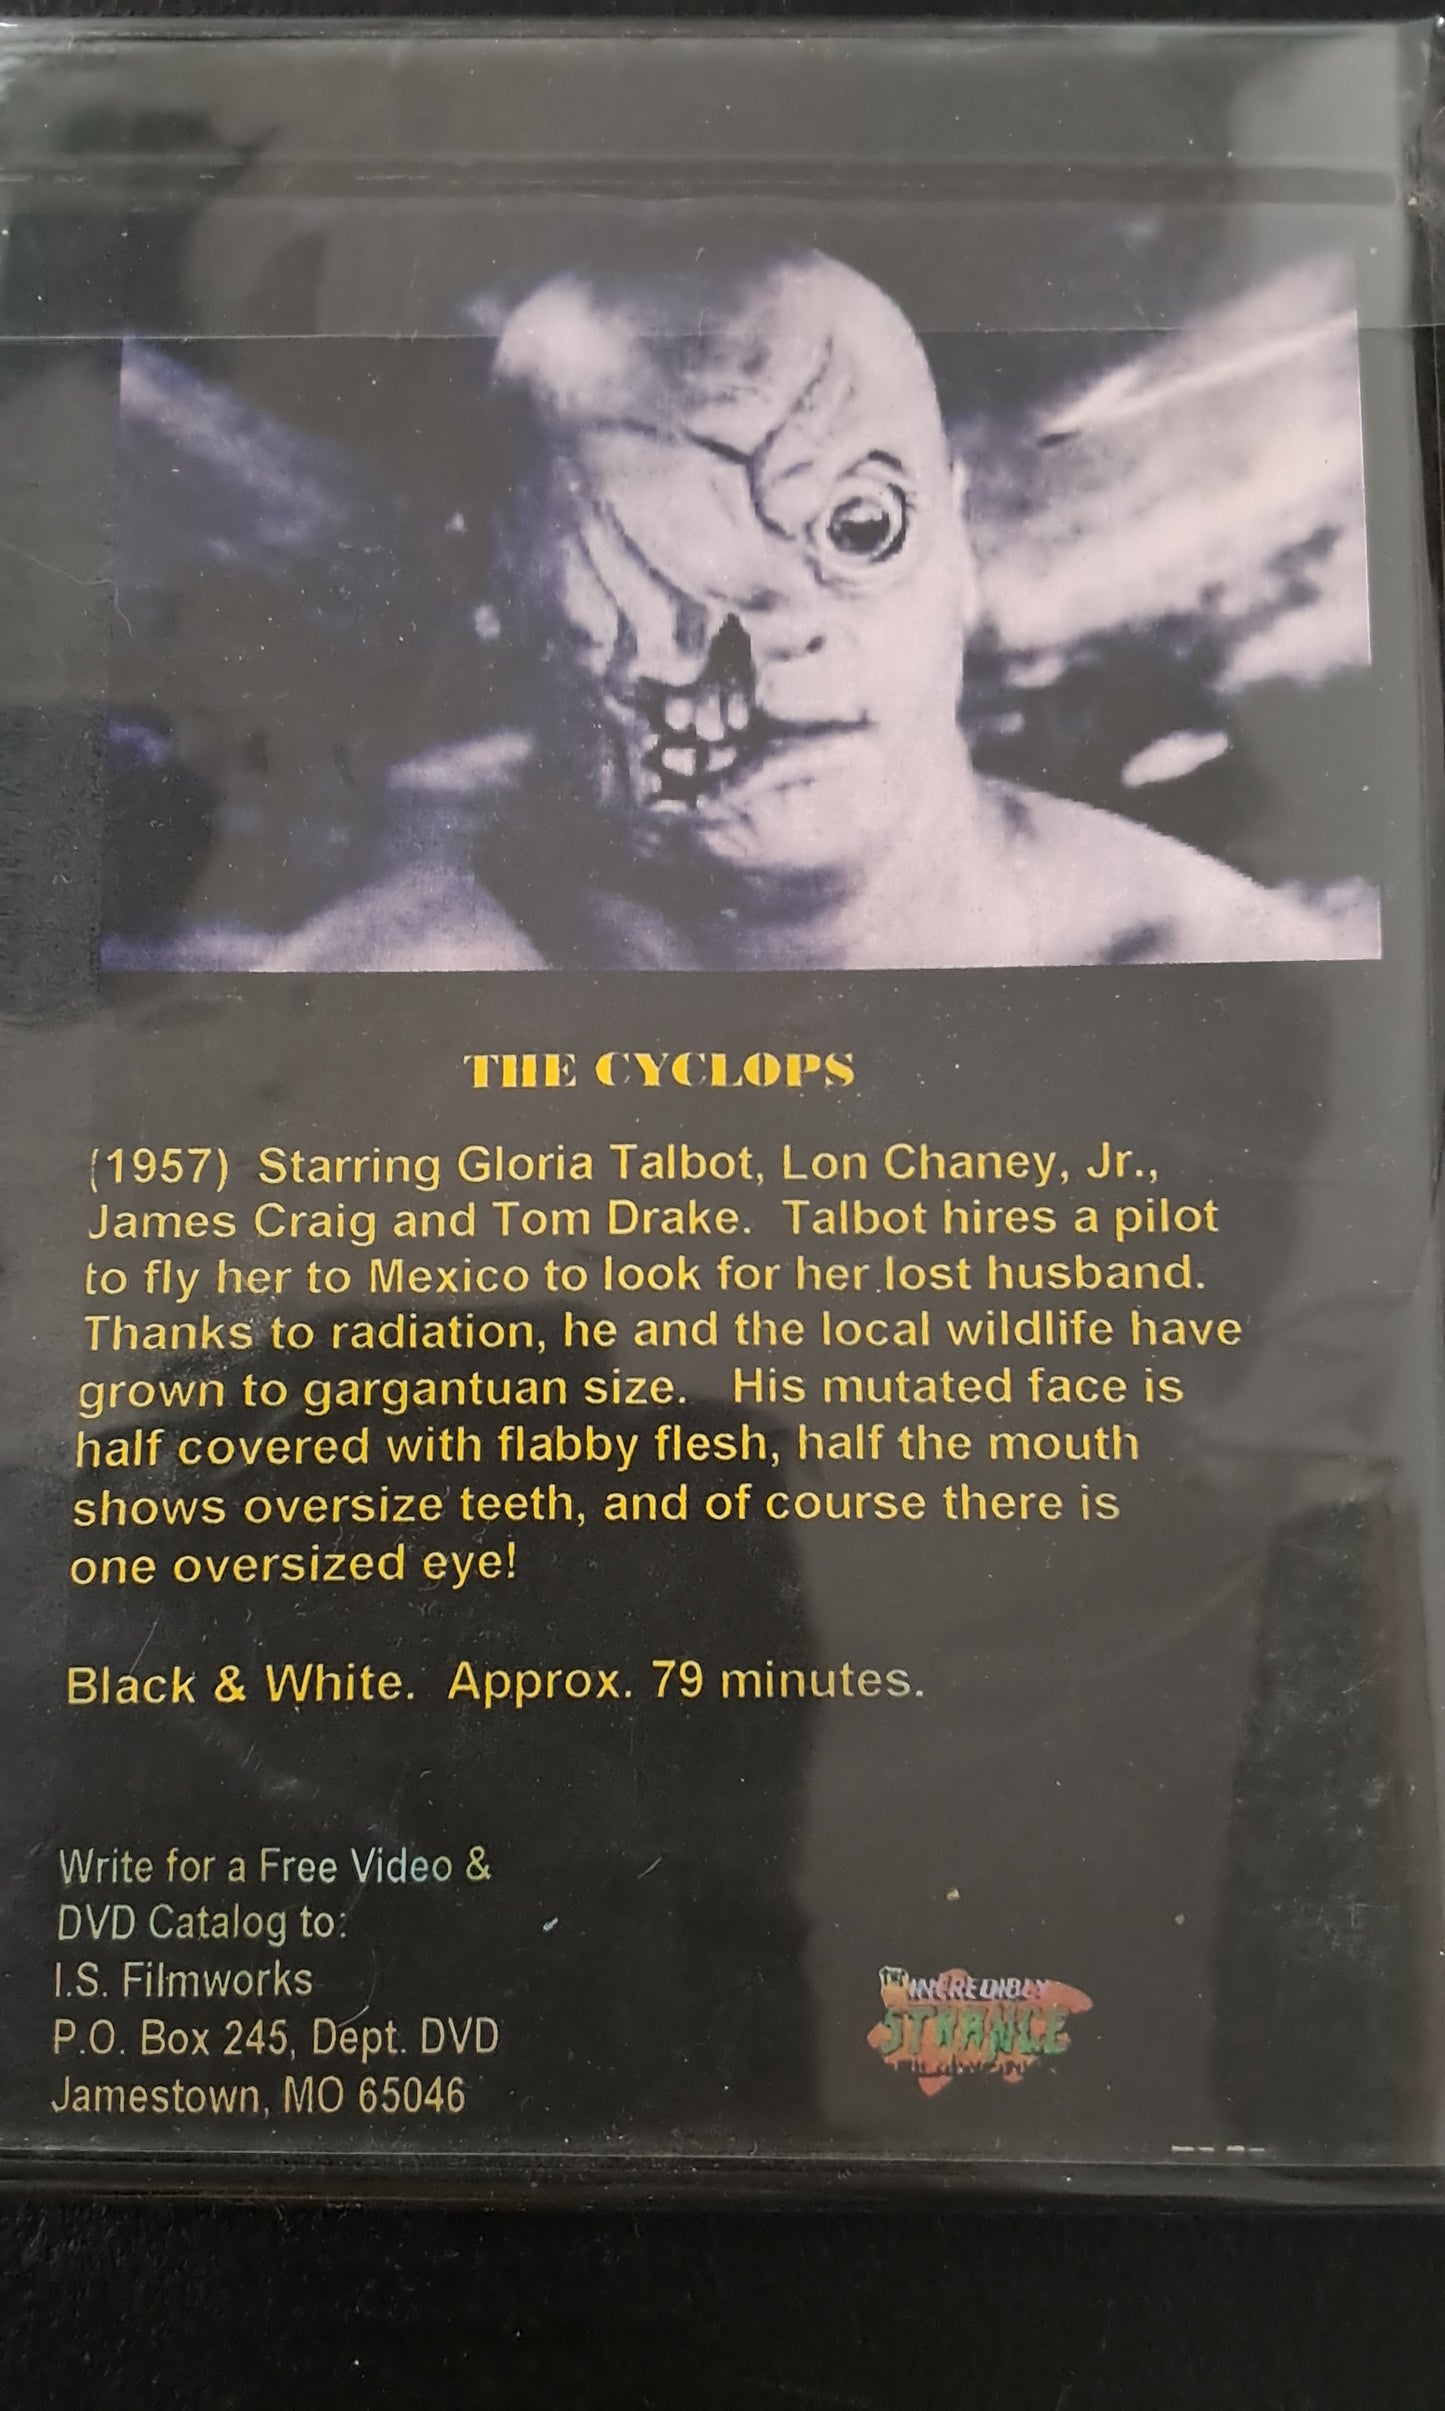 THE CYCLOPS
(1957) Starring Gloria Talbot, Lon Chaney, Jr.,
James Craig and Tom Drake. Talbot hires a pilot
to fly her to Mexico to look for her lost husband.
Thanks to radiation, he and the local wildlife have
grown to gargantuan size. His mutated face is
half covered with flabby flesh, half the mouth
shows oversize teeth, and of course there is
one oversized eye!
Black & White. Approx. 79 minutes.
Write for a Free Video &
DVD Catalog to:
I.S. Filmworks
P.O. Box 245, Dept. DVD
Jamestown, MO 65046
THE INCREDIBLY
STRANGE